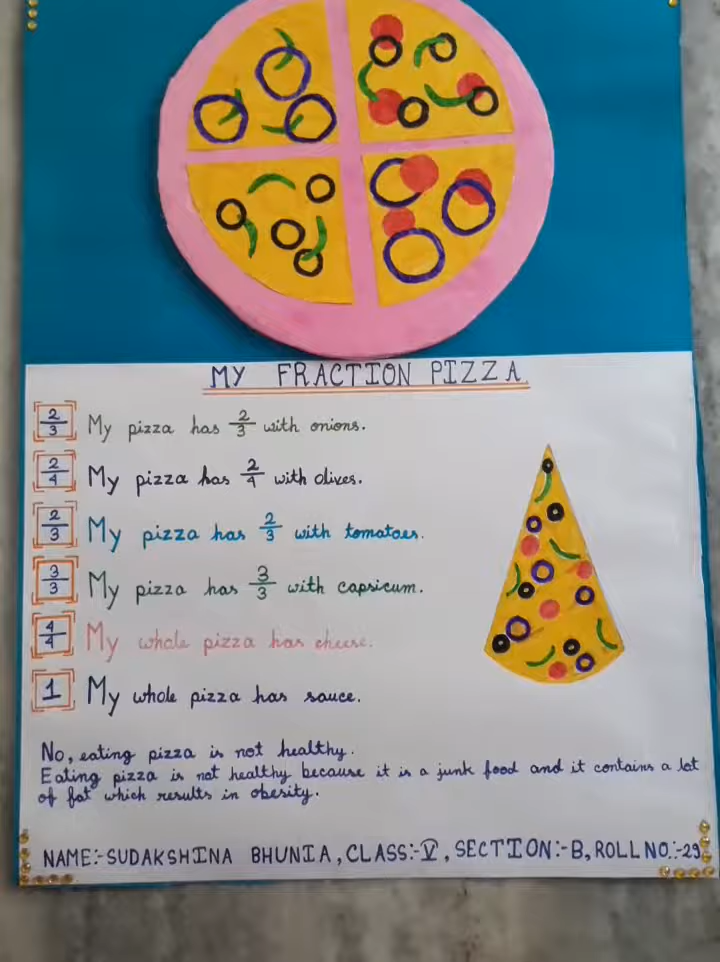 MY FRACTION PIZZA
2/3 My pizza has 2/3 with onions.
2/4 My pizza has 2/4 with olives.
2/3 My pizza has 2/3 with tomatoes.
3/3 My pizza has 3/3 with capsicum.
4/4 My whole pizza has cheese.
1 My whole pizza has sauce.
No, eating pizza is not healthy.
Eating pizza is not healthy because it is a junk food and it contains a lot
of fat which results in obesity.
NAME:-SUDAKSHINA BHUNIA, CLASS:-V, SECTION:-B, ROLL NO.:-29